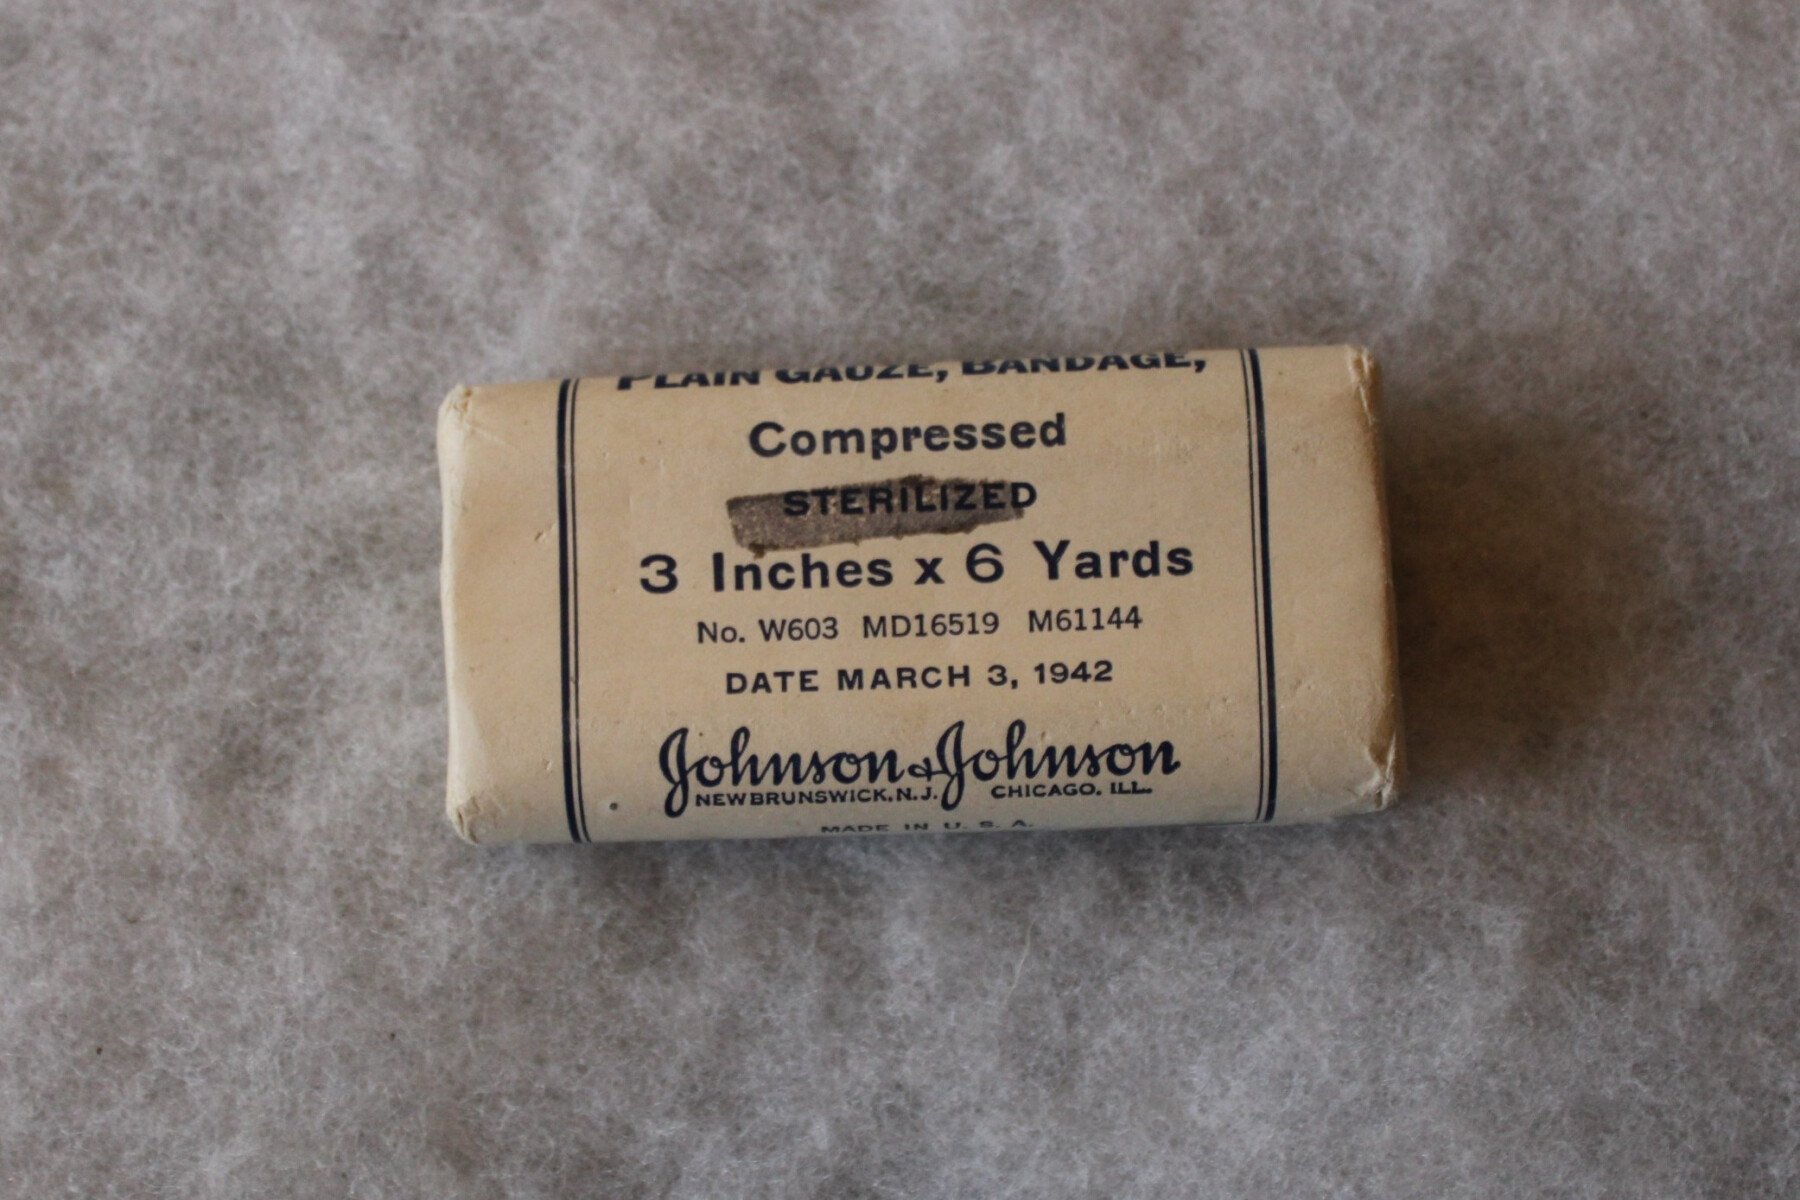 PLAIN GAUZE, BANDAGE,
Compressed
STERILIZED
3 Inches x 6 Yards
No. W603 MD16519 M61144
DATE MARCH 3, 1942
Johnson & Johnson
NEW BRUNSWICK, N. J. CHICAGO, ILL.
MADE IN U. S. A.